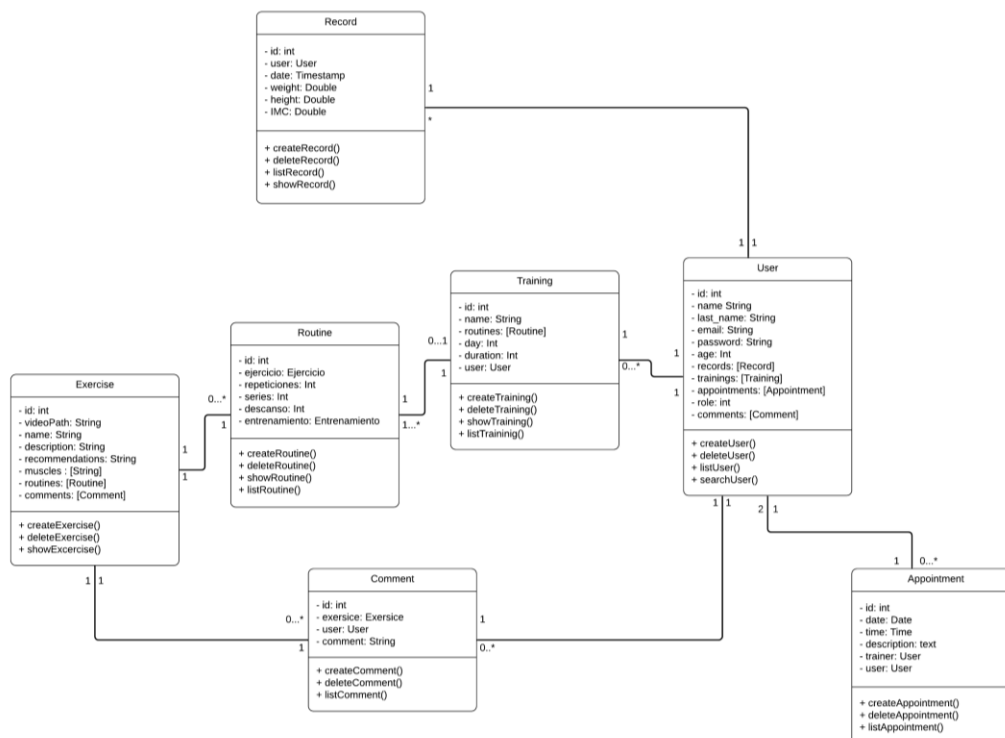 Record
- id: int
- user: User
- date: Timestamp
- weight: Double
- height: Double
- IMC: Double
+ createRecord()
+ deleteRecord()
+ listRecord()
+ showRecord()
1
*
1 1
User
- id: int
- name String
- last_name: String
- email: String
- password: String
- age: Int
- records: [Record]
- trainings: [Training]
- appointments: [Appointment]
- role: int
- comments: [Comment]
+ createUser()
+ deleteUser()
+ listUser()
+ searchUser()
Training
- id: int
- name: String
- routines: [Routine]
- day: Int
- duration: Int
- user: User
+ createTraining()
+ deleteTraining()
+ showTraining()
+ listTraininig()
1
0...*
1
1
Routine
- id: int
- ejercicio: Ejercicio
- repeticiones: Int
- series: Int
- descanso: Int
- entrenamiento: Entrenamiento
+ createRoutine()
+ deleteRoutine()
+ showRoutine()
+ listRoutine()
0...1
1
1
1...*
Exercise
- id: int
- videoPath: String
- name: String
- description: String
- recommendations: String
- muscles : [String]
- routines: [Routine]
- comments: [Comment]
+ createExercise()
+ deleteExercise()
+ showExcercise()
0...*
1
1
1
1 1
Comment
- id: int
- exersice: Exersice
- user: User
- comment: String
+ createComment()
+ deleteComment()
+ listComment()
0...*
1
1
0..*
1 1
2 1
1 0...*
Appointment
- id: int
- date: Date
- time: Time
- description: text
- trainer: User
- user: User
+ createAppointment()
+ deleteAppointment()
+ listAppointment()